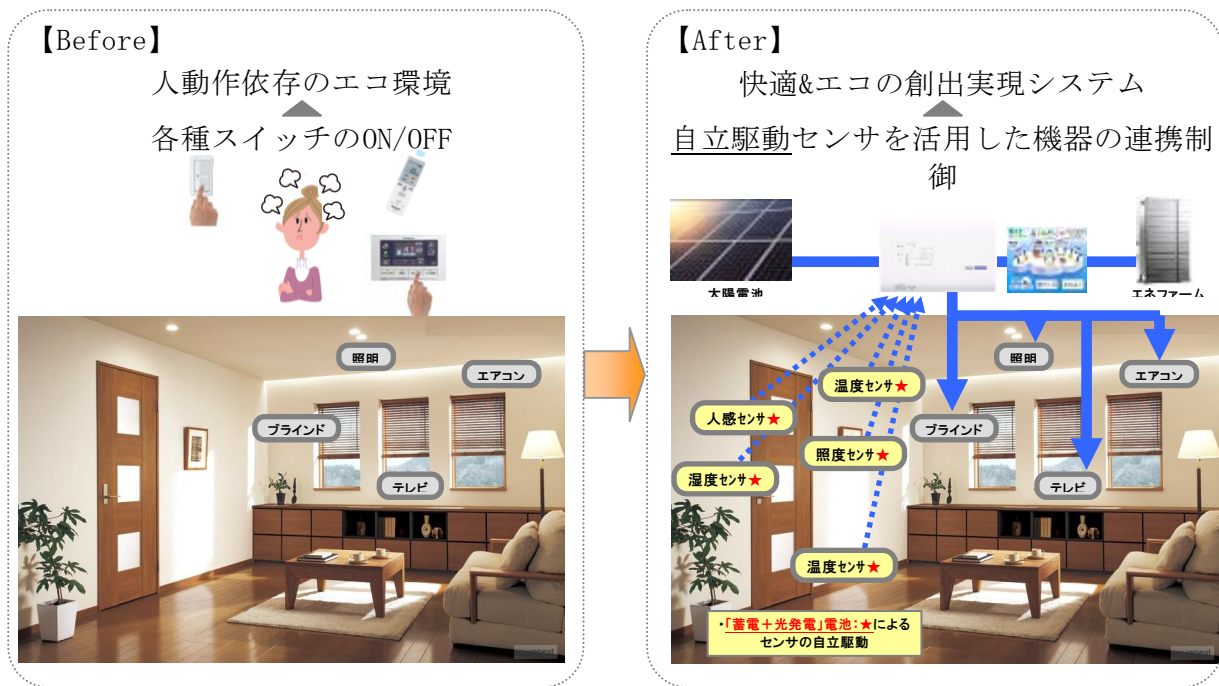 【Before】
人動作依存のエコ環境
各種スイッチのON/OFF
照明
エアコン
ブラインド
テレビ
【After】
快適&エコの創出実現システム
自立駆動センサを活用した機器の連携制
御
太陽電池
エネファーム
照明
エアコン
温度センサ★
人感センサ★
ブラインド
照度センサ★
湿度センサ★
テレビ
温度センサ★
・「蓄電＋光発電」電池：★による
センサの自立駆動